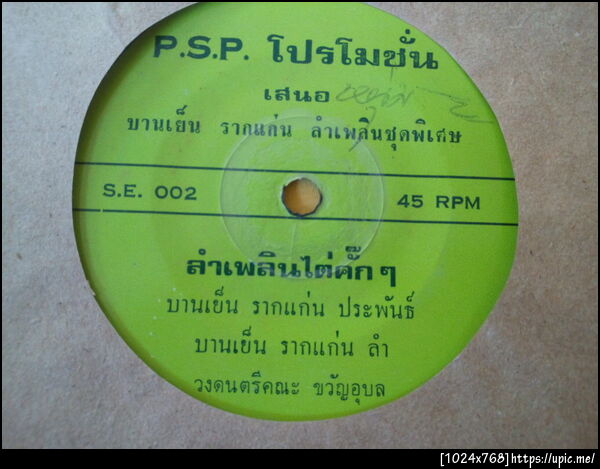 P.S.P. โปรโมชั่น
เสนอ
บานเย็น รากแก่น ลำเพลินชุดพิเศษ
S.E. 002
45 RPM
ลำเพลินไต่คั๊กๆ
บานเย็น รากแก่น ประพันธ์
บานเย็น รากแก่น ลำ
วงดนตรีคณะ ขวัญอุบล
[1024x768]https://upic.me/